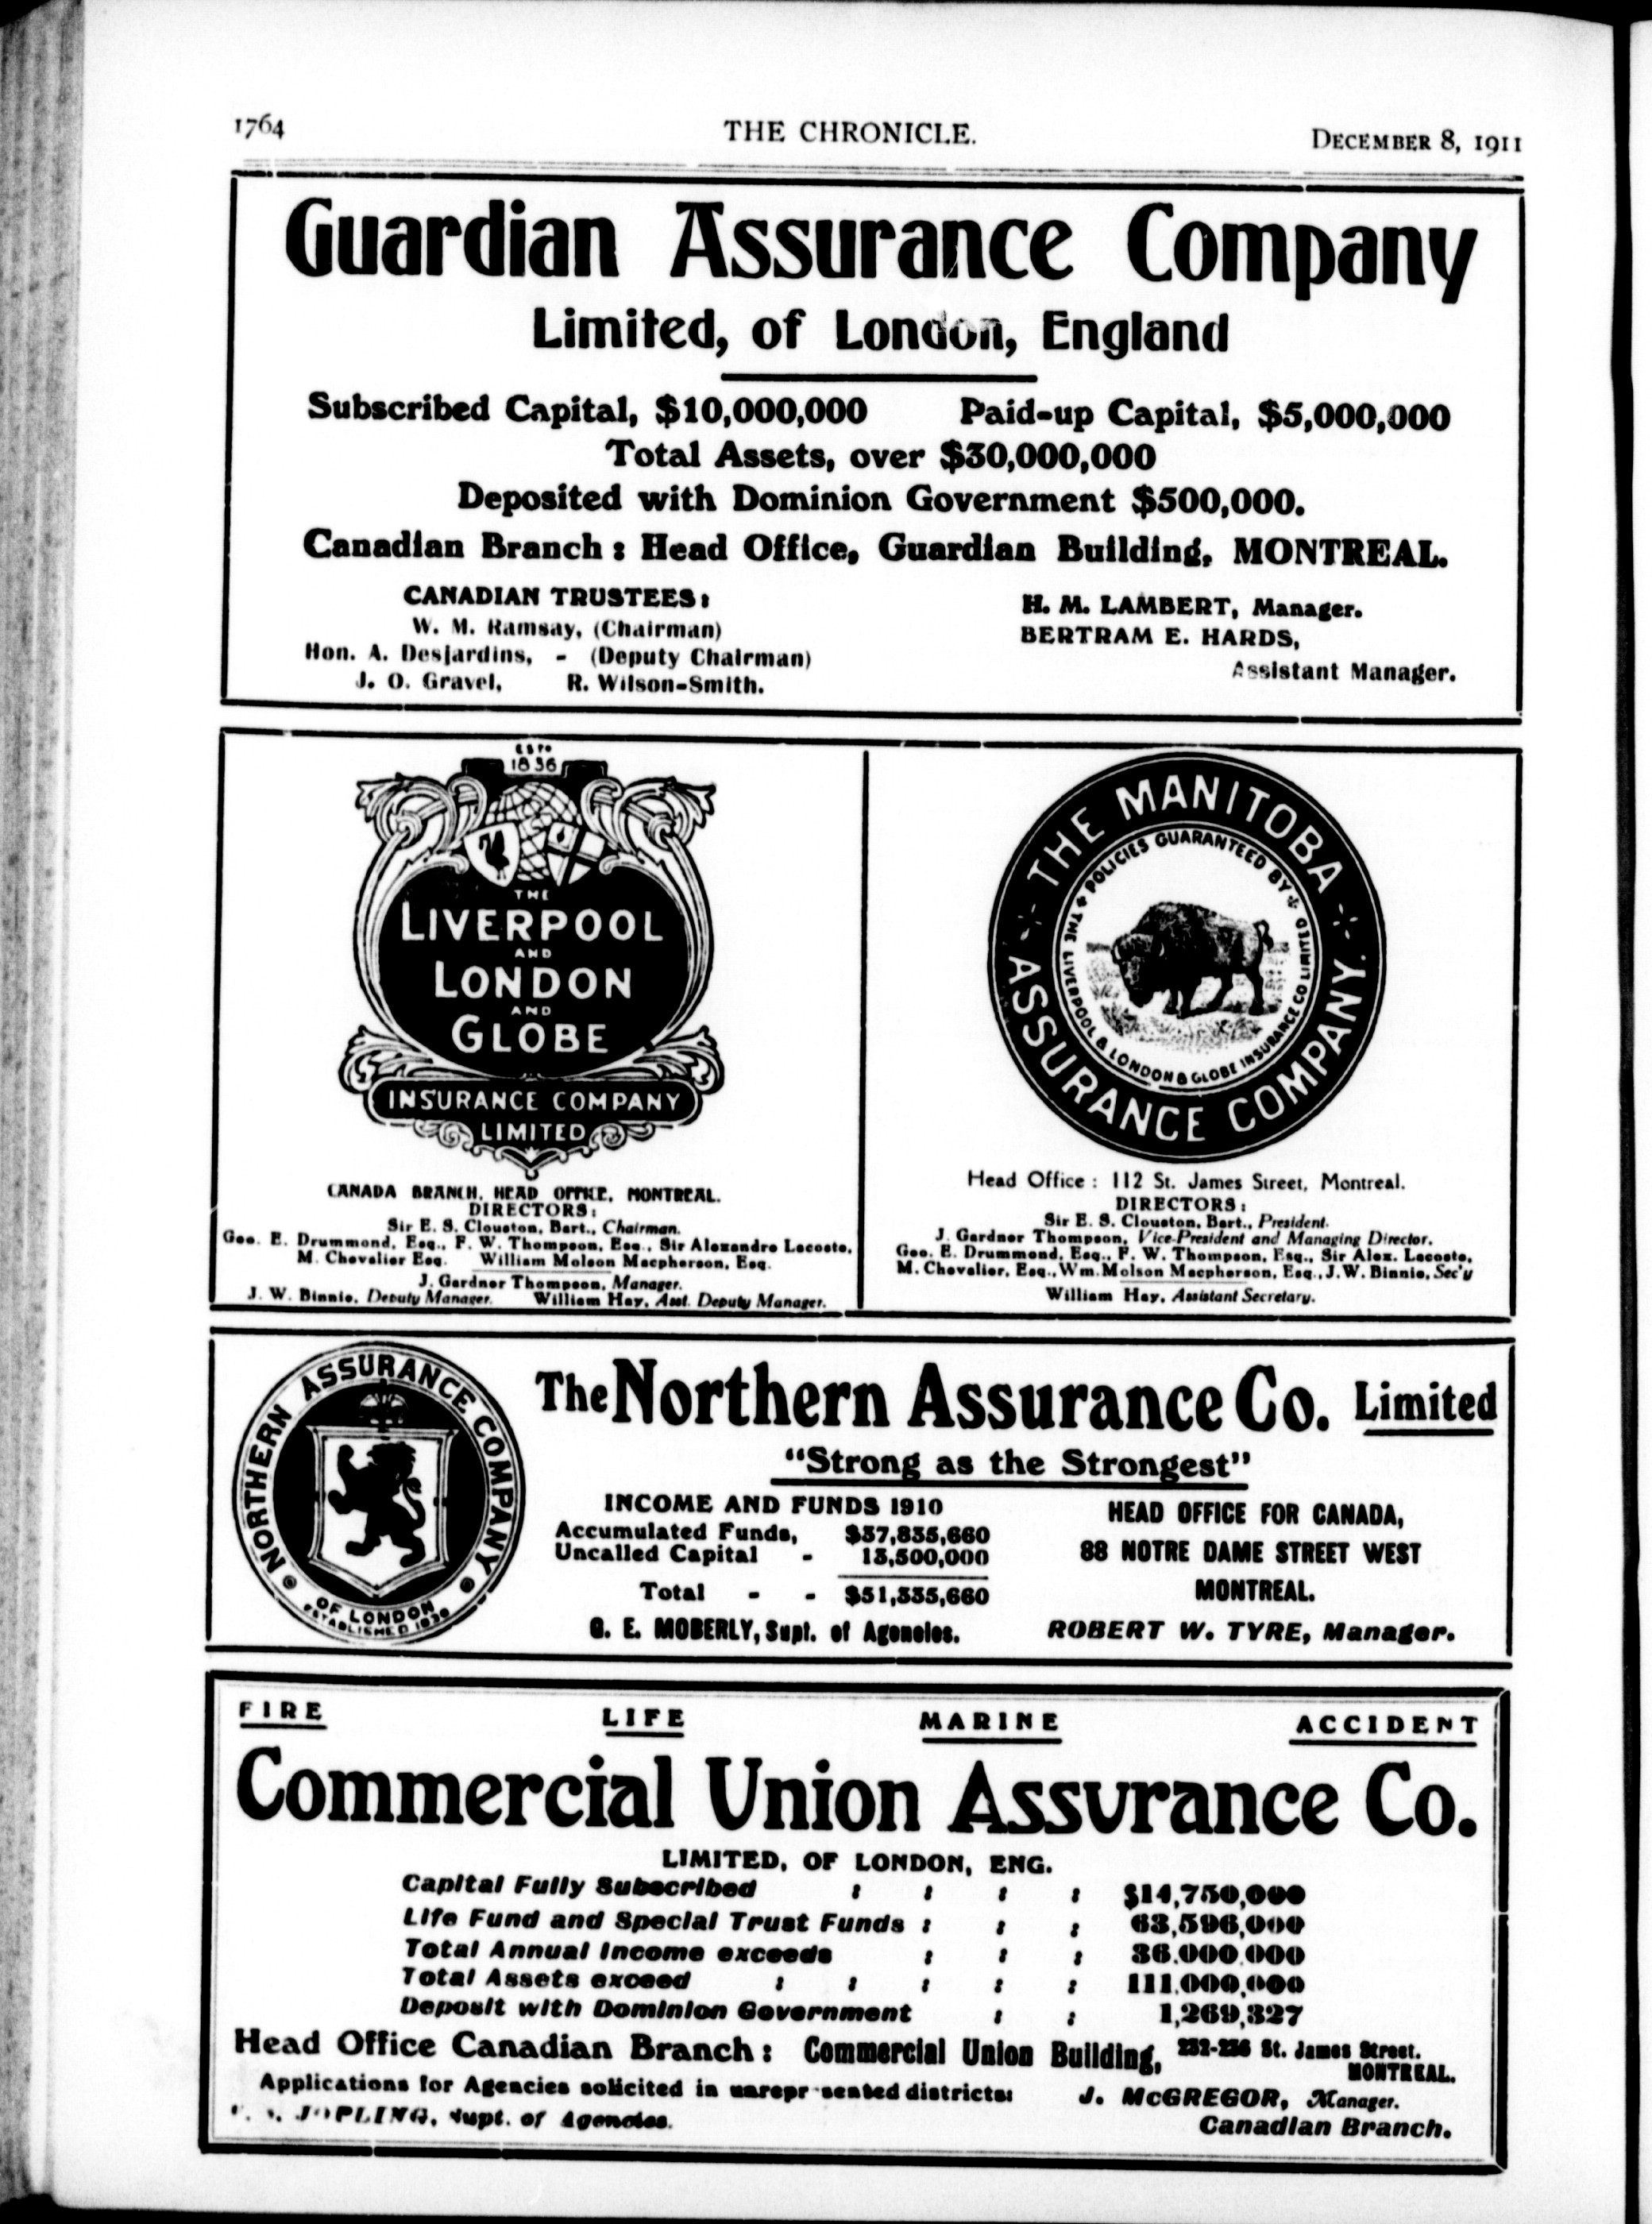 1764
THE CHRONICLE.
DECEMBER 8, 1911
Guardian Assurance Company
Limited, of London, England
Subscribed Capital, $10,000,000 Paid-up Capital, $5,000,000
Total Assets, over $30,000,000
Deposited with Dominion Government $500,000.
Canadian Branch : Head Office, Guardian Building, MONTREAL.
CANADIAN TRUSTEES :
W. M. Ramsay, (Chairman)
Hon. A. Desjardins, - (Deputy Chairman)
J. O. Gravel, R. Wilson-Smith.
H. M. LAMBERT, Manager.
BERTRAM E. HARDS,
Assistant Manager.
ESTD
1836
THE
LIVERPOOL
AND
LONDON
AND
GLOBE
INSURANCE COMPANY
LIMITED
CANADA BRANCH, HEAD OFFICE, MONTREAL.
DIRECTORS:
Sir E. S. Clouston, Bart., Chairman.
Geo. E. Drummond, Esq., F. W. Thompson, Esq., Sir Alexandre Lacoste,
M. Chevalier Esq. William Molson Macpherson, Esq.
J. Gardner Thompson, Manager.
J. W. Binnie, Deputy Manager. William Hay, Asst. Deputy Manager.
THE MANITOBA
ASSURANCE COMPANY.
POLICIES GUARANTEED BY
THE LIVERPOOL & LONDON & GLOBE INSURANCE CO LIMITED
Head Office : 112 St. James Street, Montreal.
DIRECTORS :
Sir E. S. Clouston, Bart., President.
J. Gardner Thompson, Vice-President and Managing Director.
Geo. E. Drummond, Esq., F. W. Thompson, Esq., Sir Alex. Lacoste,
M. Chevalier, Esq., Wm. Molson Macpherson, Esq., J.W. Binnie, Sec'y
William Hay, Assistant Secretary.
NORTHERN ASSURANCE COMPANY
OF LONDON
ESTABLISHED 1836
The Northern Assurance Co. Limited
"Strong as the Strongest"
INCOME AND FUNDS 1910
Accumulated Funds, $37,835,660
Uncalled Capital - 13,500,000
Total - - $51,335,660
G. E. MOBERLY, Supt. of Agencies.
HEAD OFFICE FOR CANADA,
88 NOTRE DAME STREET WEST
MONTREAL.
ROBERT W. TYRE, Manager.
FIRE LIFE MARINE ACCIDENT
Commercial Union Assurance Co.
LIMITED, OF LONDON, ENG.
Capital Fully Subscribed : : : : $14,750,000
Life Fund and Special Trust Funds : : : 63,596,000
Total Annual Income exceeds : : : 36,000,000
Total Assets exceed : : : : : 111,000,000
Deposit with Dominion Government : : 1,269,327
Head Office Canadian Branch : Commercial Union Building, 232-236 St. James Street.
MONTREAL.
Applications for Agencies solicited in unrepresented districts:
J. McGREGOR, Manager.
JOPLING, Supt. of Agencies.
Canadian Branch.